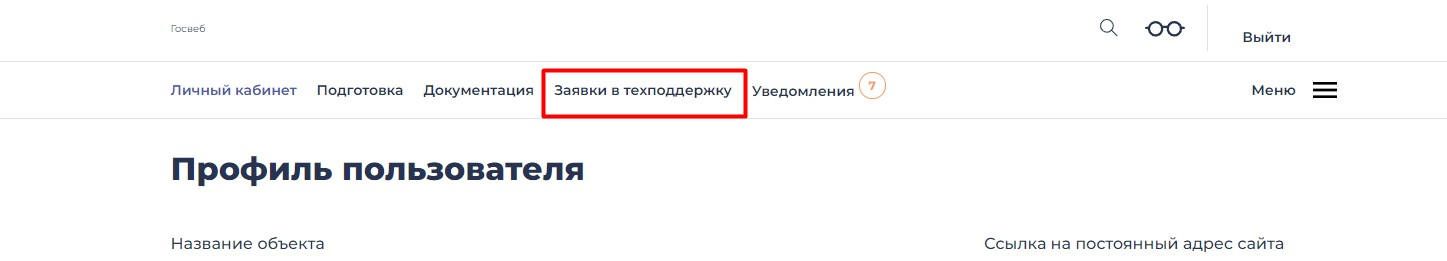 Госвеб
Выйти
Личный кабинет Подготовка Документация Заявки в техподдержку Уведомления 7 Меню
Профиль пользователя
Название объекта Ссылка на постоянный адрес сайта